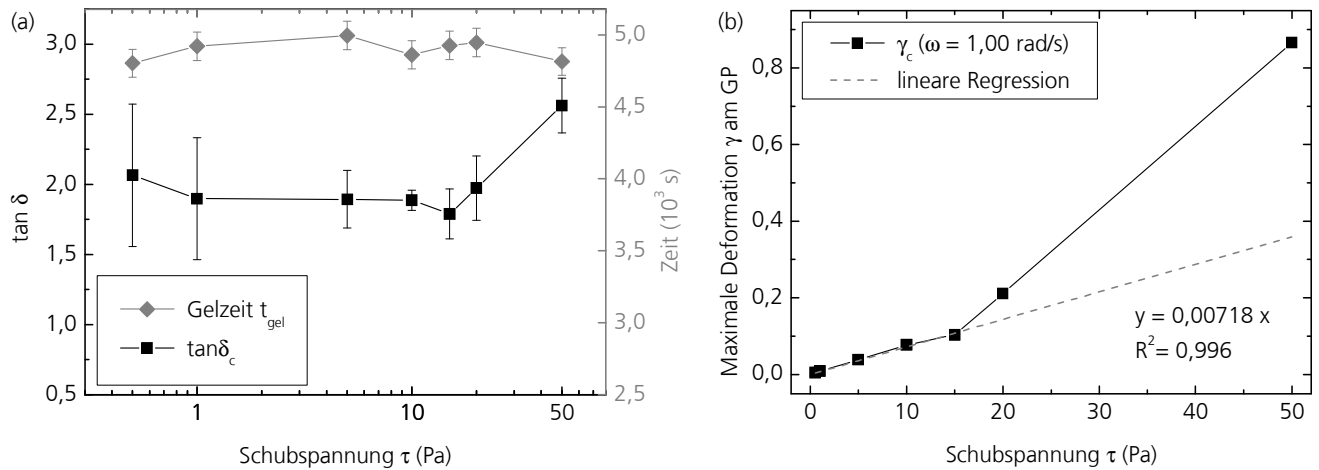 (a)
3,0
2,5
2,0
1,5
1,0
0,5
tan δ
5,0
4,5
4,0
3,5
3,0
2,5
Zeit (10³ s)
Gelzeit t_gel
tanδ_c
1
10
50
Schubspannung τ (Pa)
(b)
0,8
0,6
0,4
0,2
0,0
Maximale Deformation γ am GP
γ_c (ω = 1,00 rad/s)
lineare Regression
y = 0,00718 x
R² = 0,996
0
10
20
30
40
50
Schubspannung τ (Pa)